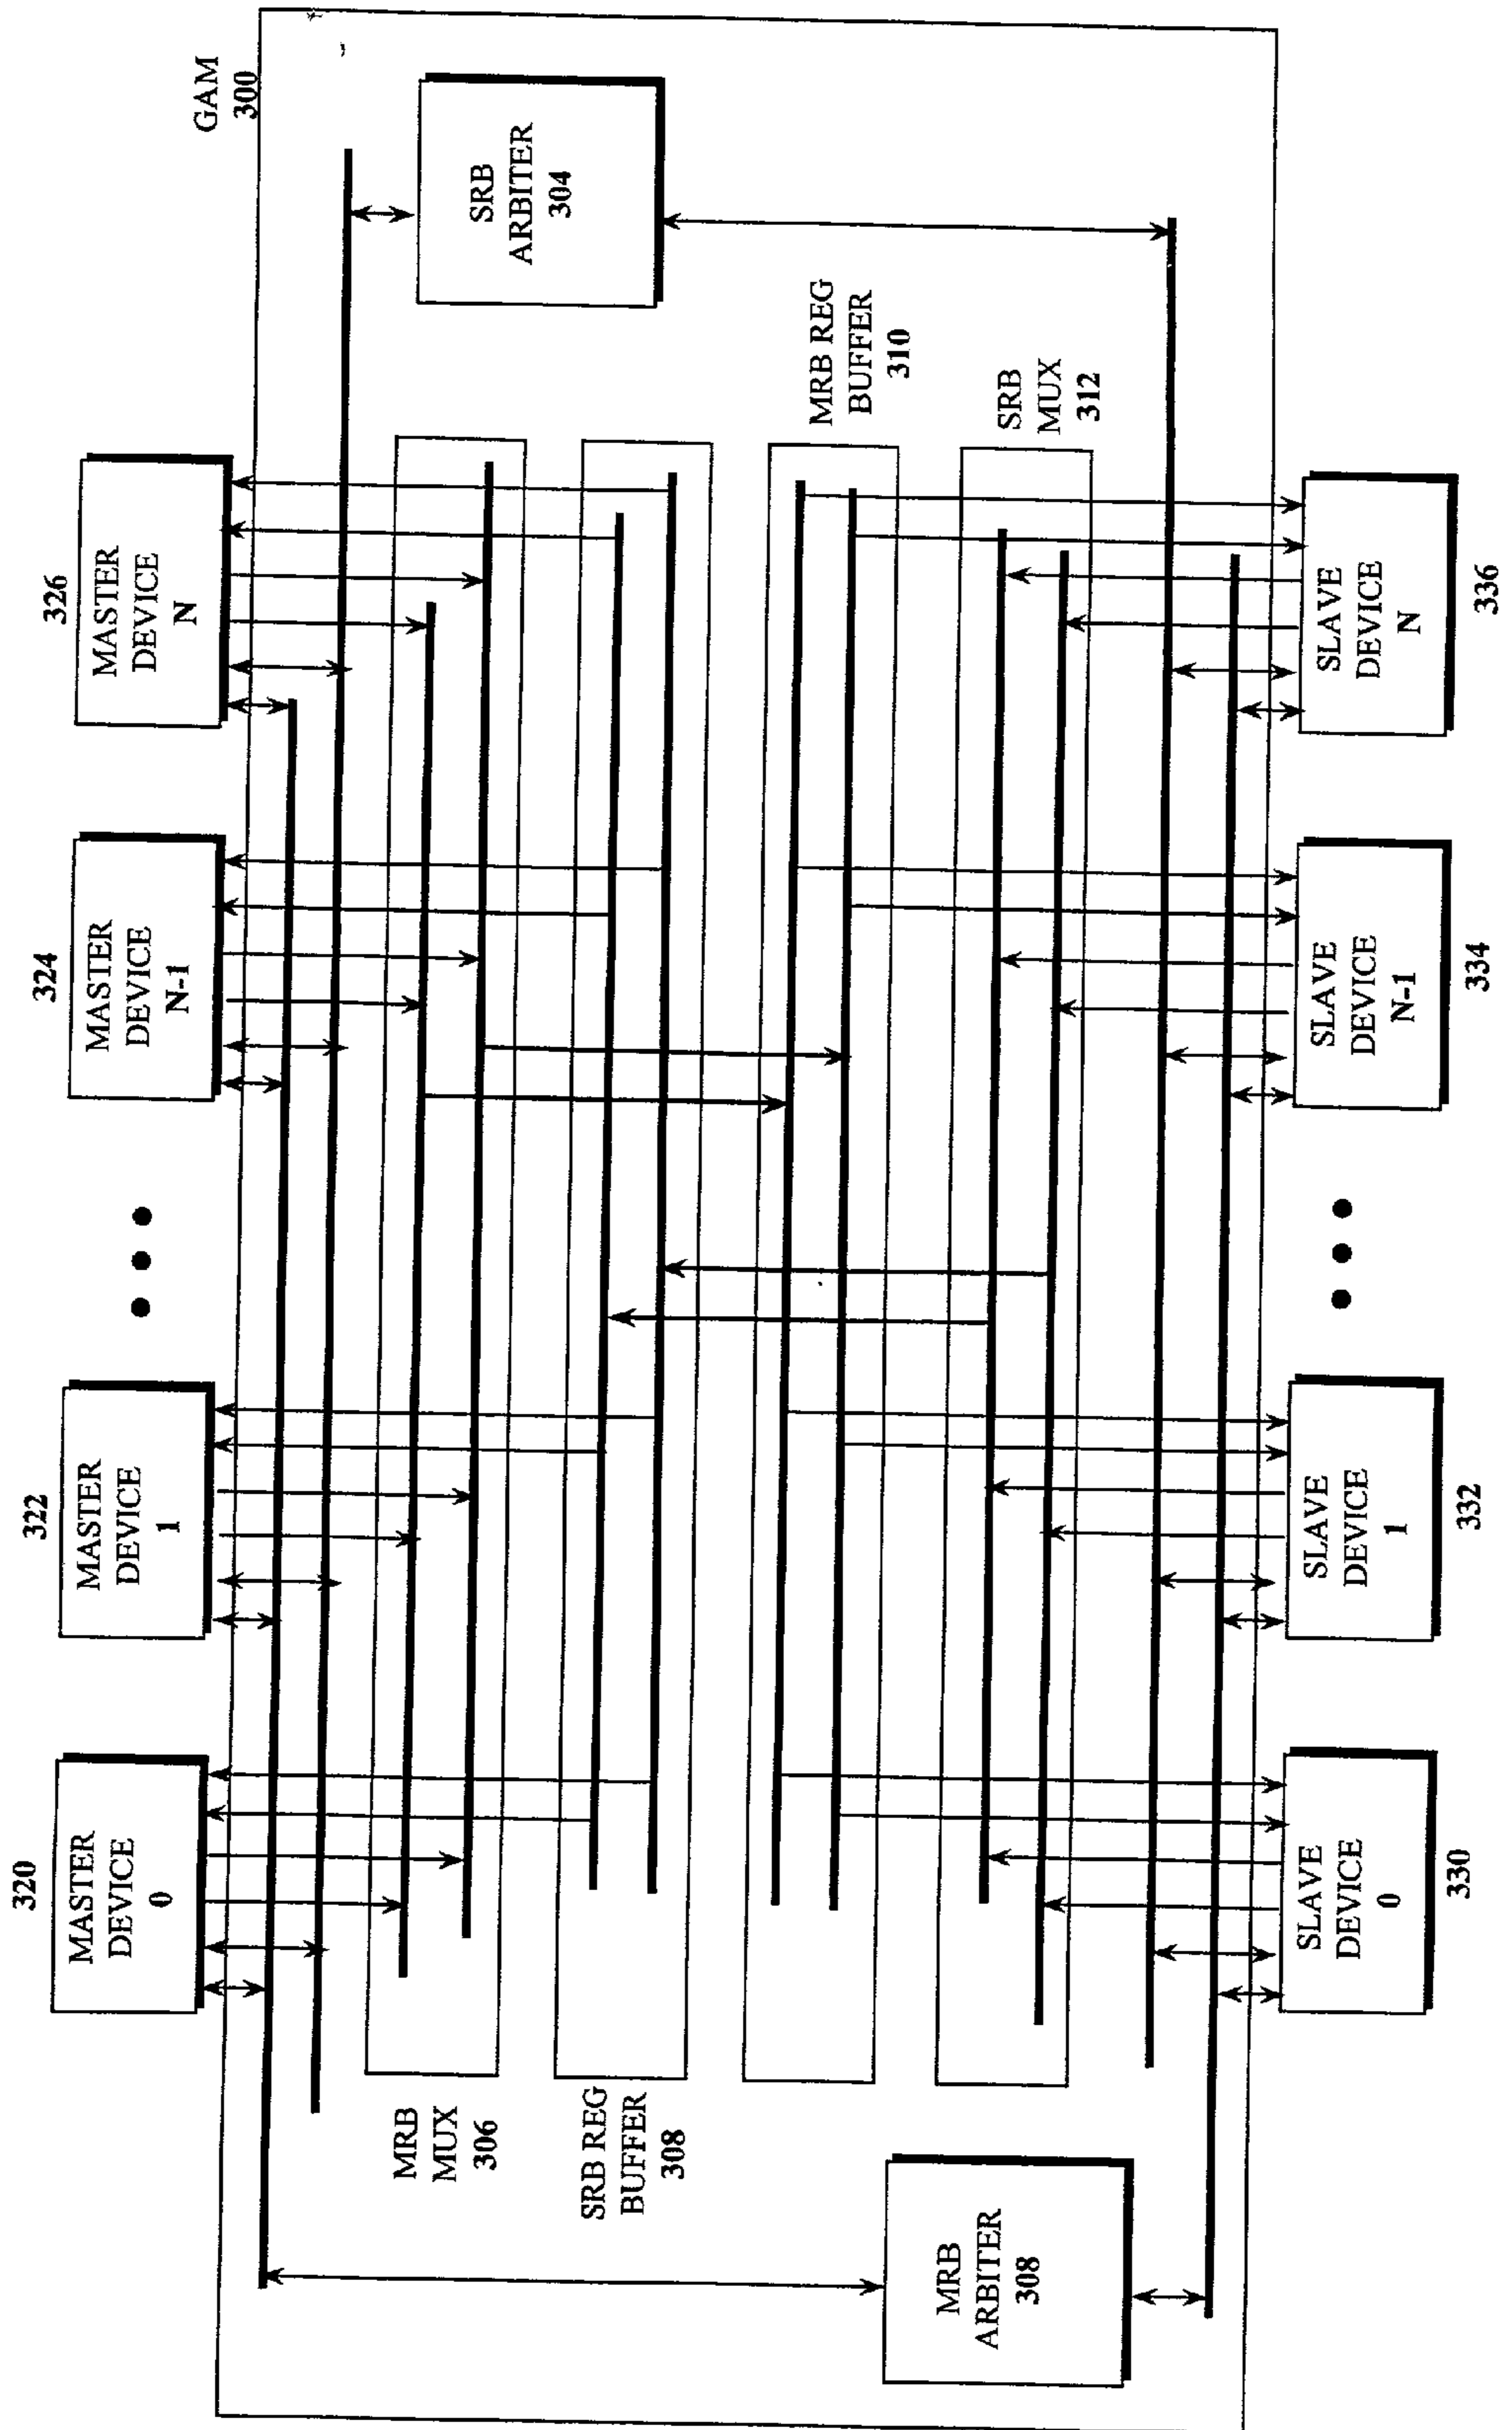 GAM
300
326
MASTER
DEVICE
N
324
MASTER
DEVICE
N-1
322
MASTER
DEVICE
1
320
MASTER
DEVICE
0
SRB
ARBITER
304
MRB REG
BUFFER
310
SRB
MUX
312
MRB
MUX
306
SRB REG
BUFFER
308
MRB
ARBITER
308
SLAVE
DEVICE
N
336
SLAVE
DEVICE
N-1
334
SLAVE
DEVICE
1
332
SLAVE
DEVICE
0
330